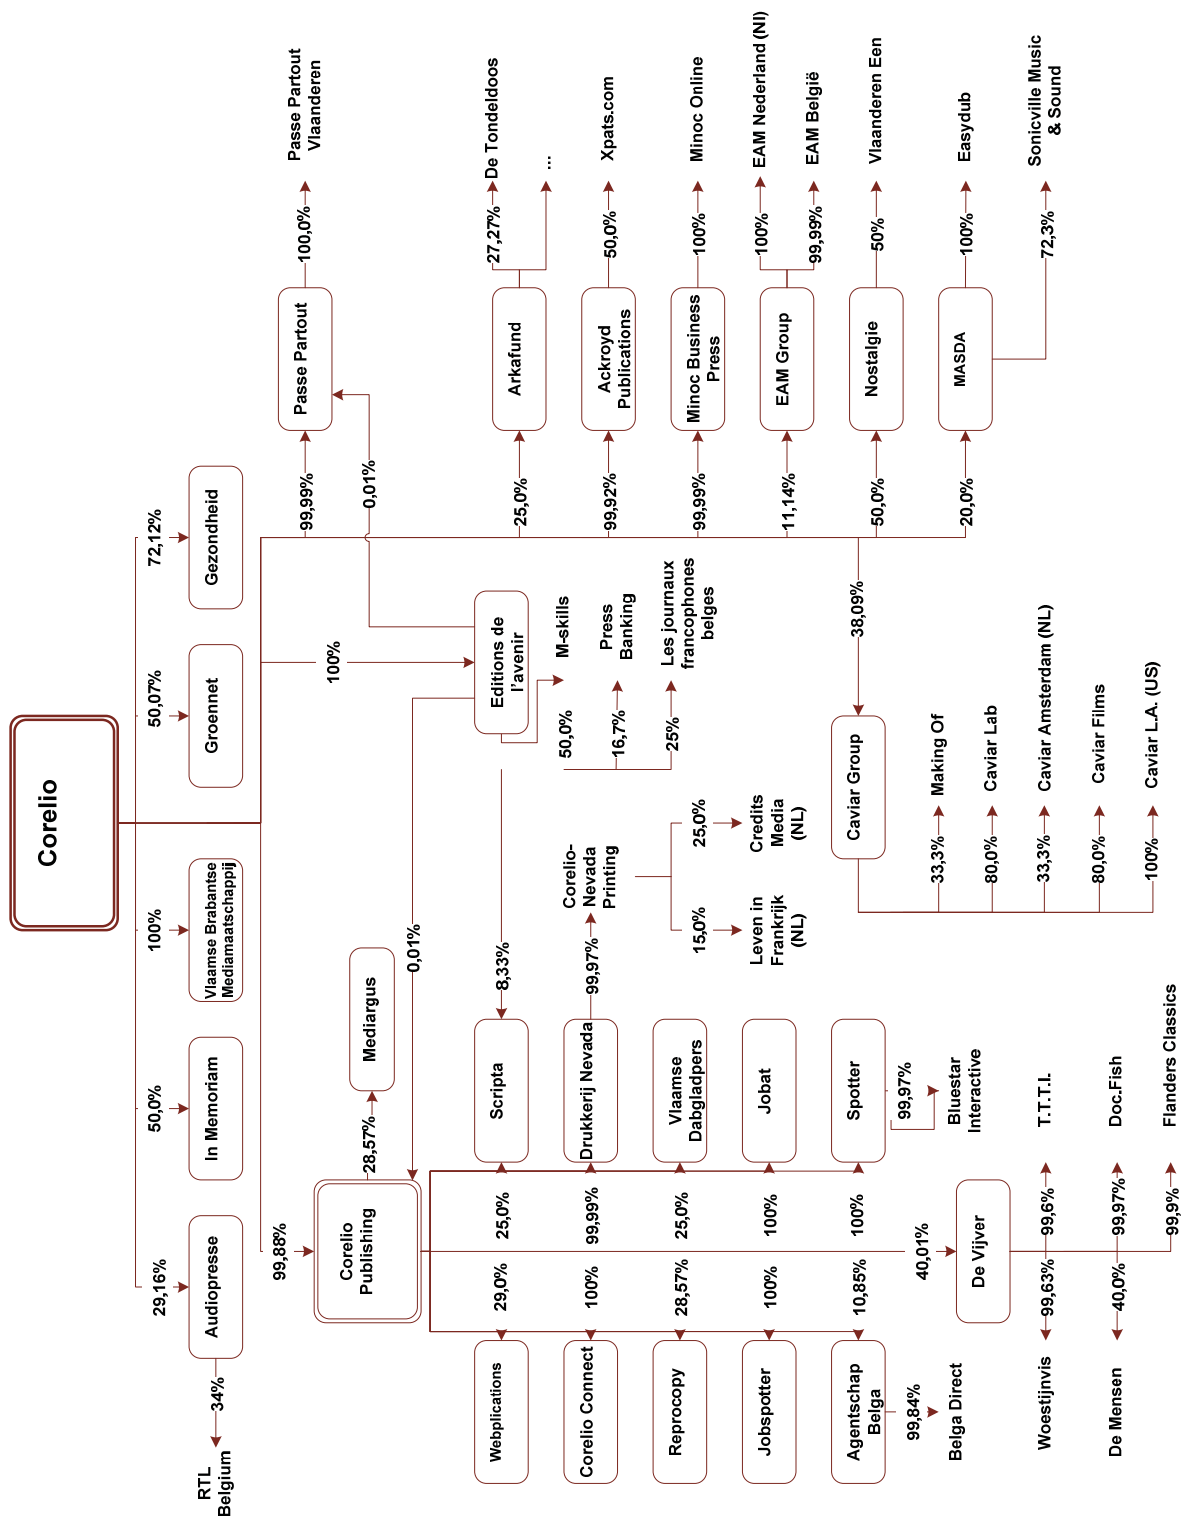 Corelio
29,16%
50,0%
100%
50,07%
72,12%
Audiopresse
In Memoriam
Vlaamse Brabantse
Mediamaatschappij
Groennet
Gezondheid
34%
RTL
Belgium
99,88%
100%
99,99%
Passe Partout
100,0%
Passe Partout
Vlaanderen
0,01%
Corelio
Publishing
28,57%
Mediargus
0,01%
Editions de
l'avenir
50,0%
M-skills
16,7%
Press
Banking
25%
Les journaux
francophones
belges
8,33%
25,0%
Arkafund
27,27%
De Tondeldoos
...
99,92%
Ackroyd
Publications
50,0%
Xpats.com
99,99%
Minoc Business
Press
100%
Minoc Online
11,14%
EAM Group
100%
EAM Nederland (Nl)
99,99%
EAM België
50,0%
Nostalgie
50%
Vlaanderen Een
20,0%
MASDA
100%
Easydub
72,3%
Sonicville Music
& Sound
38,09%
Caviar Group
33,3%
Making Of
80,0%
Caviar Lab
33,3%
Caviar Amsterdam (NL)
80,0%
Caviar Films
100%
Caviar L.A. (US)
29,0%
Webplications
25,0%
Scripta
100%
Corelio Connect
99,99%
Drukkerij Nevada
99,97%
Corelio-
Nevada
Printing
15,0%
Leven in
Frankrijk
(NL)
25,0%
Credits
Media
(NL)
28,57%
Reprocopy
25,0%
Vlaamse
Dabgladpers
100%
Jobspotter
100%
Jobat
10,85%
Agentschap
Belga
99,84%
Belga Direct
100%
Spotter
99,97%
Bluestar
Interactive
40,01%
De Vijver
99,63%
Woestijnvis
99,6%
T.T.T.I.
40,0%
De Mensen
99,97%
Doc.Fish
99,9%
Flanders Classics